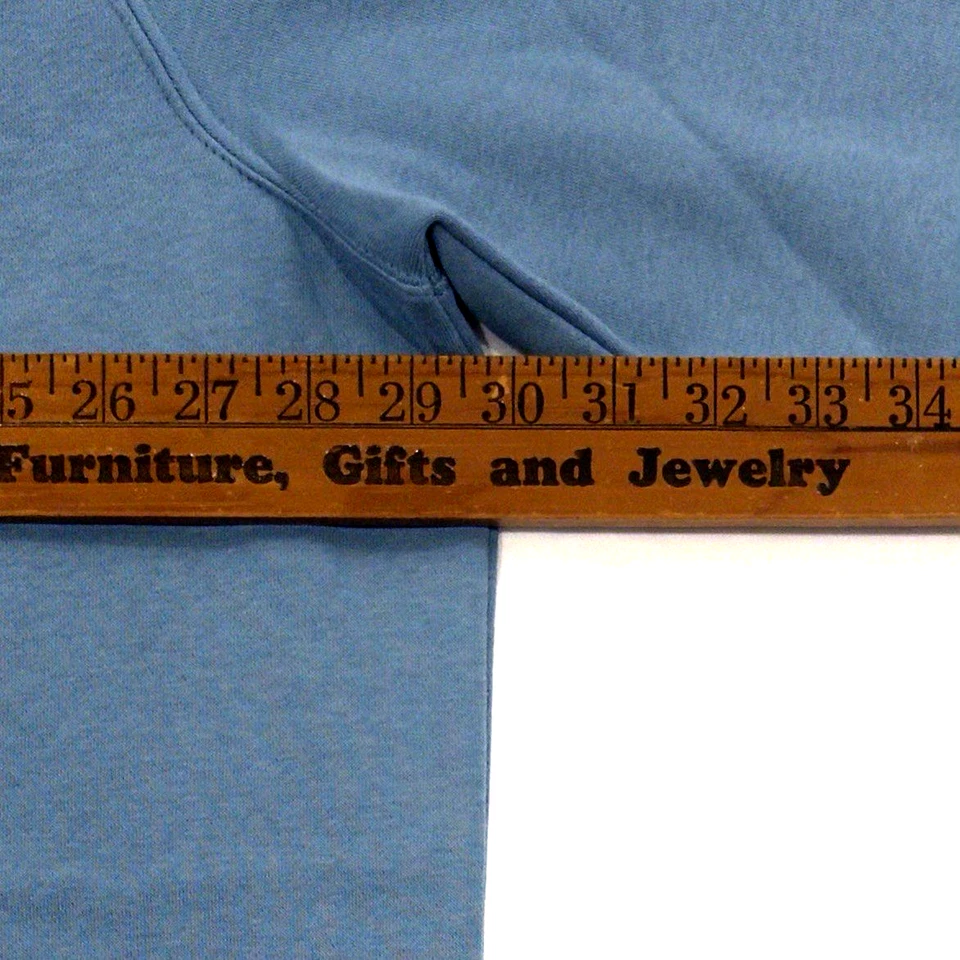 5 26 27 28 29 30 31 32 33 34
Furniture, Gifts and Jewelry